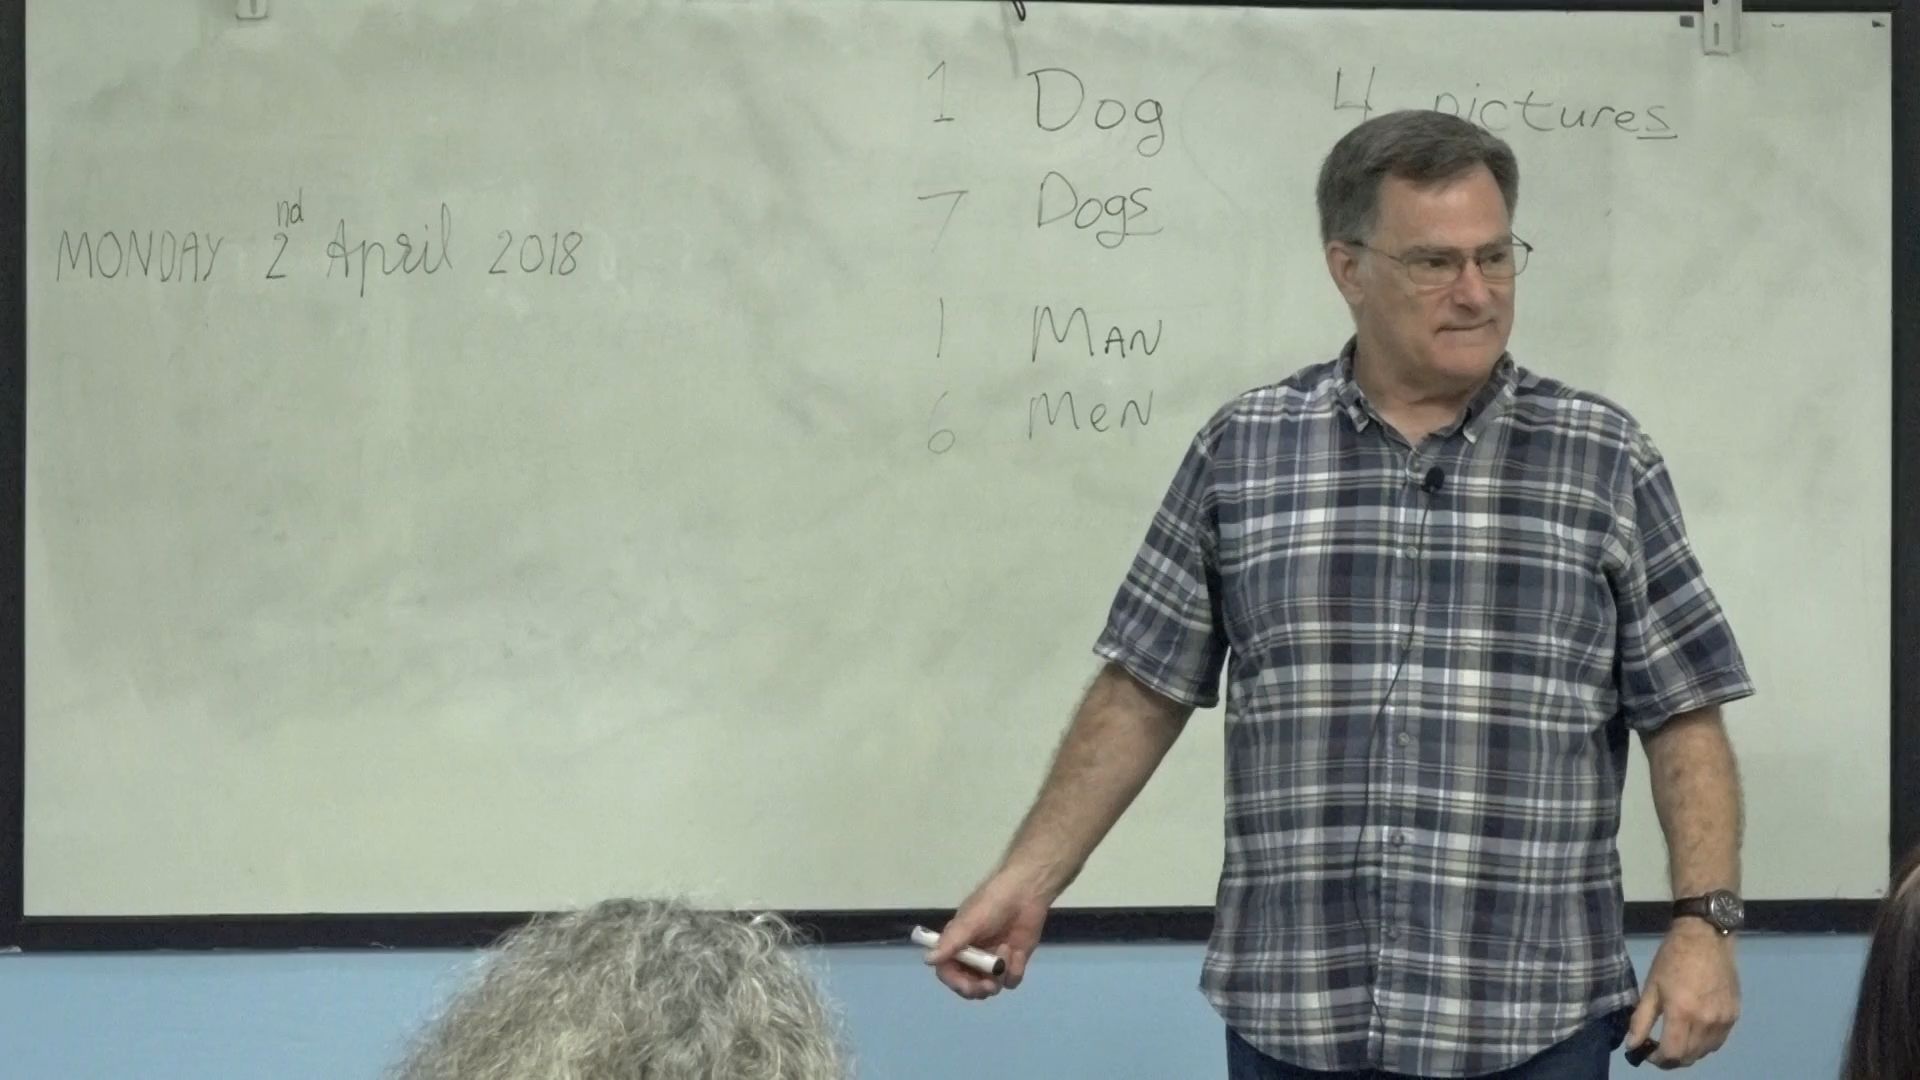 MONDAY 2nd April 2018
1 Dog
7 Dogs
1 MAN
6 MeN
4 pictures